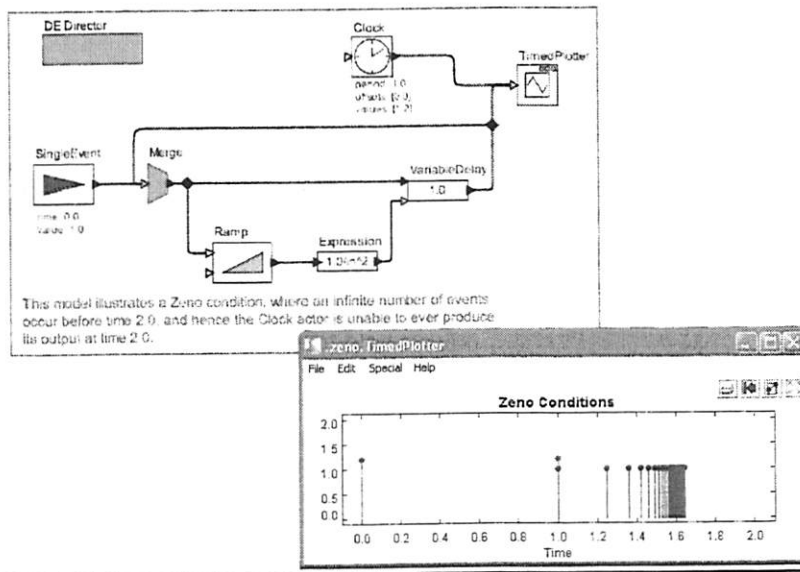 DE Director
Clock
TimedPlotter
period: 1.0
offsets: {0.0}
values: {1.2}
SingleEvent
Merge
VariableDelay
1.0
time: 0.0
value: 1.0
Ramp
Expression
1.0/n^2
This model illustrates a Zeno condition, where an infinite number of events
occur before time 2.0, and hence the Clock actor is unable to ever produce
its output at time 2.0.
.zeno.TimedPlotter
File Edit Special Help
Zeno Conditions
2.0
1.5
1.0
0.5
0.0
0.0 0.2 0.4 0.6 0.8 1.0 1.2 1.4 1.6 1.8 2.0
Time